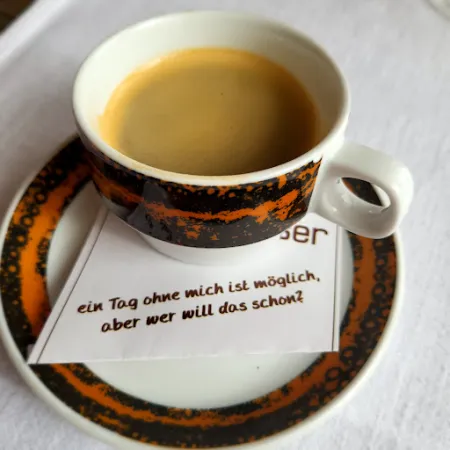 ser
ein Tag ohne mich ist möglich,
aber wer will das schon?